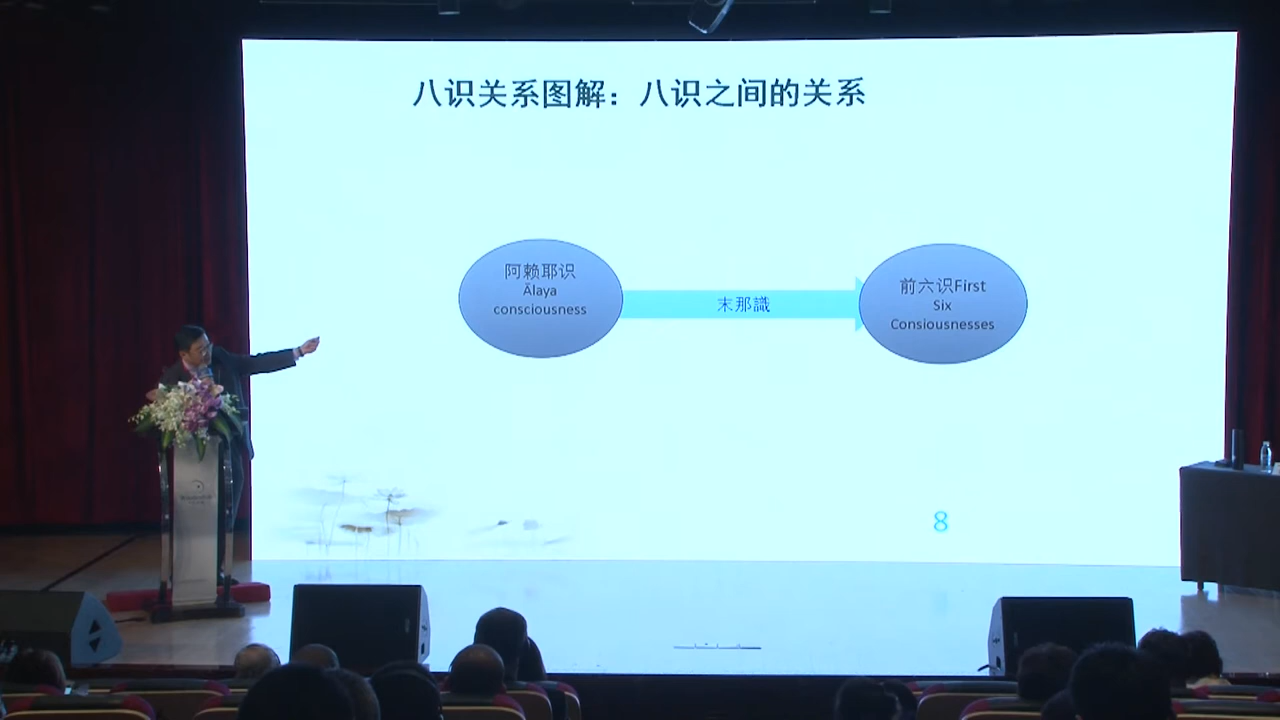 八识关系图解：八识之间的关系
阿赖耶识
Ālaya
consciousness
末那識
前六识First
Six
Consiousnesses
8